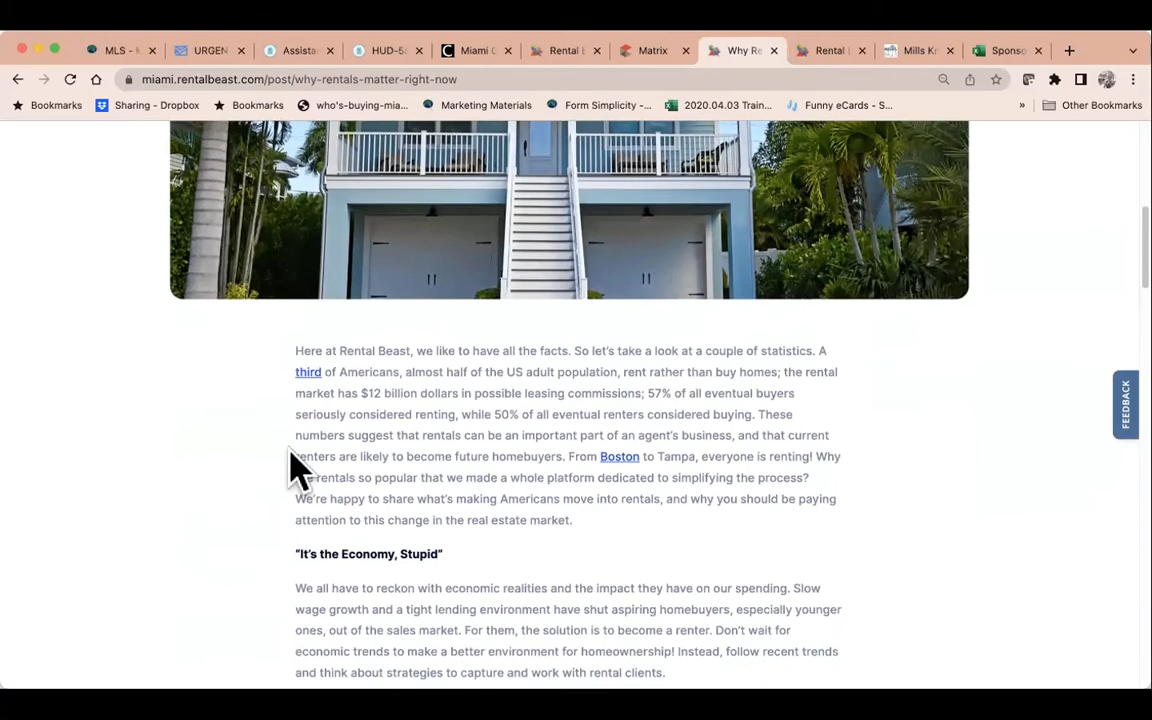 MLS - M
URGEN
Assista
HUD-5
Miami C
Rental B
Matrix
Why Re
Rental
Mills Kn
Sponso
miami.rentalbeast.com/post/why-rentals-matter-right-now
Bookmarks
Sharing - Dropbox
Bookmarks
who's-buying-mia...
Marketing Materials
Form Simplicity -...
2020.04.03 Train...
Funny eCards - S...
»
Other Bookmarks
Here at Rental Beast, we like to have all the facts. So let's take a look at a couple of statistics. A
third of Americans, almost half of the US adult population, rent rather than buy homes; the rental
market has $12 billion dollars in possible leasing commissions; 57% of all eventual buyers
seriously considered renting, while 50% of all eventual renters considered buying. These
numbers suggest that rentals can be an important part of an agent's business, and that current
renters are likely to become future homebuyers. From Boston to Tampa, everyone is renting! Why
rentals so popular that we made a whole platform dedicated to simplifying the process?
We're happy to share what's making Americans move into rentals, and why you should be paying
attention to this change in the real estate market.
FEEDBACK
“It's the Economy, Stupid”
We all have to reckon with economic realities and the impact they have on our spending. Slow
wage growth and a tight lending environment have shut aspiring homebuyers, especially younger
ones, out of the sales market. For them, the solution is to become a renter. Don't wait for
economic trends to make a better environment for homeownership! Instead, follow recent trends
and think about strategies to capture and work with rental clients.